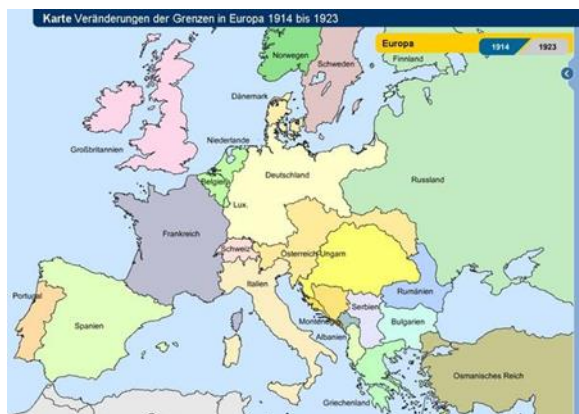 Karte Veränderungen der Grenzen in Europa 1914 bis 1923
Europa
1914
1923
Norwegen
Schweden
Finnland
Dänemark
Niederlande
Großbritannien
Belgien
Deutschland
Russland
Lux.
Frankreich
Schweiz
Österreich-Ungarn
Italien
Rumänien
Portugal
Serbien
Spanien
Montenegro
Bulgarien
Albanien
Osmanisches Reich
Griechenland